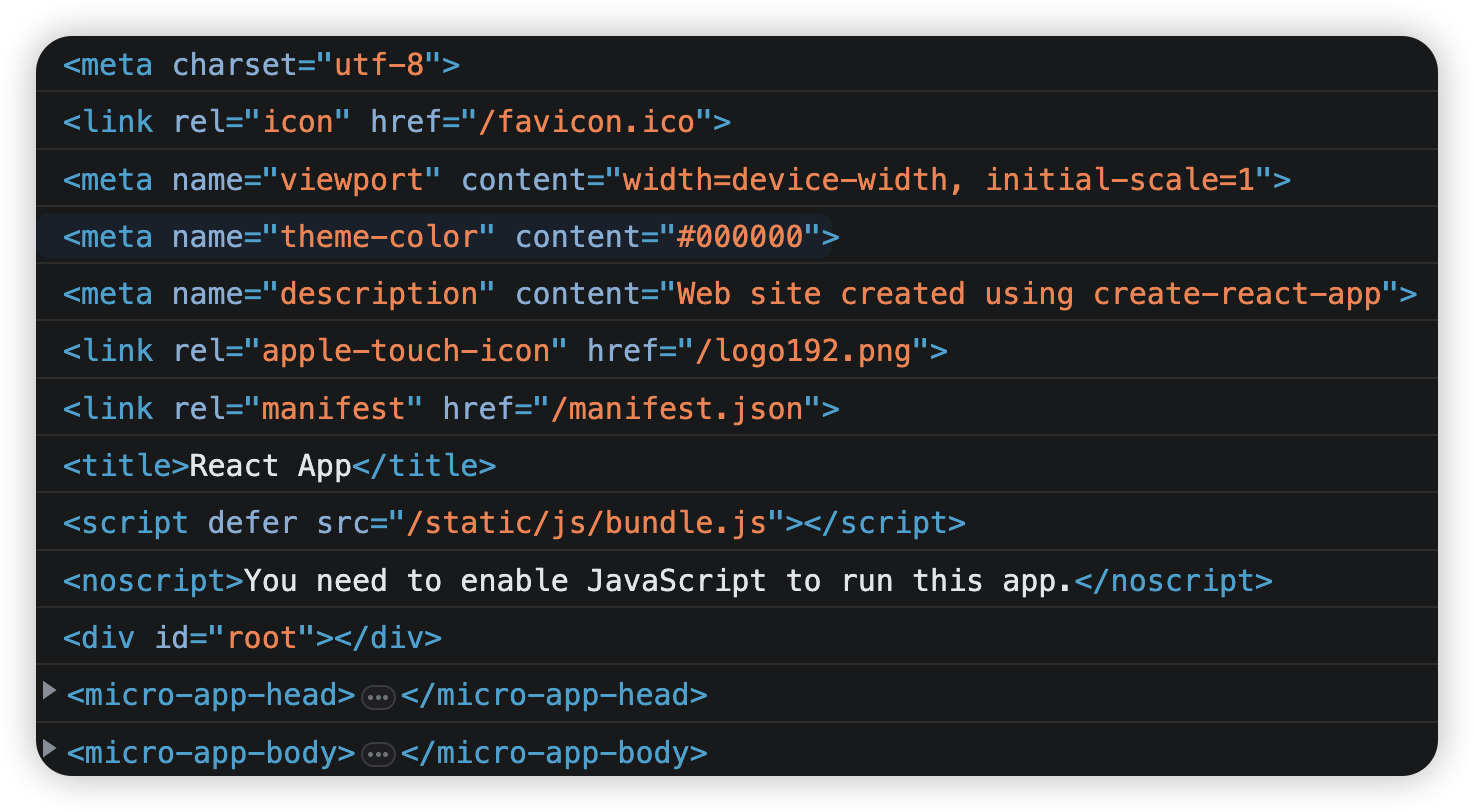 <meta charset="utf-8">
<link rel="icon" href="/favicon.ico">
<meta name="viewport" content="width=device-width, initial-scale=1">
<meta name="theme-color" content="#000000">
<meta name="description" content="Web site created using create-react-app">
<link rel="apple-touch-icon" href="/logo192.png">
<link rel="manifest" href="/manifest.json">
<title>React App</title>
<script defer src="/static/js/bundle.js"></script>
<noscript>You need to enable JavaScript to run this app.</noscript>
<div id="root"></div>
<micro-app-head>…</micro-app-head>
<micro-app-body>…</micro-app-body>